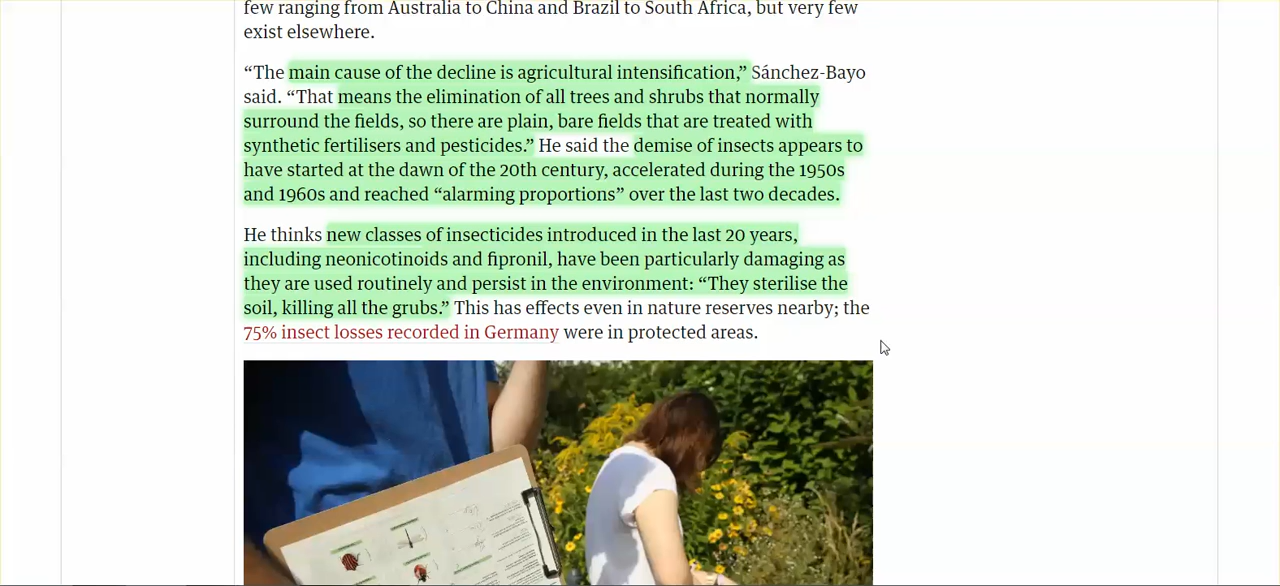 few ranging from Australia to China and Brazil to South Africa, but very few
exist elsewhere.
“The main cause of the decline is agricultural intensification,” Sánchez-Bayo
said. “That means the elimination of all trees and shrubs that normally
surround the fields, so there are plain, bare fields that are treated with
synthetic fertilisers and pesticides.” He said the demise of insects appears to
have started at the dawn of the 20th century, accelerated during the 1950s
and 1960s and reached “alarming proportions” over the last two decades.
He thinks new classes of insecticides introduced in the last 20 years,
including neonicotinoids and fipronil, have been particularly damaging as
they are used routinely and persist in the environment: “They sterilise the
soil, killing all the grubs.” This has effects even in nature reserves nearby; the
75% insect losses recorded in Germany were in protected areas.